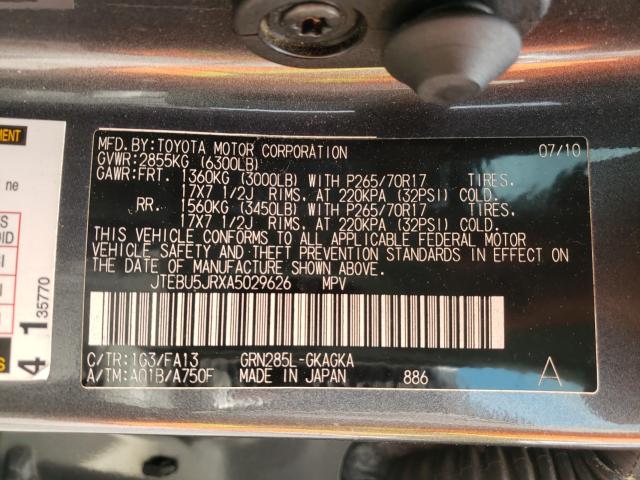 MFD.BY:TOYOTA MOTOR CORPORATION 07/10
GVWR:2855KG (6300LB)
GAWR:FRT. 1360KG (3000LB) WITH P265/70R17 TIRES.
17X7 1/2J RIMS. AT 220KPA (32PSI) COLD.
RR. 1560KG (3450LB) WITH P265/70R17 TIRES.
17X7 1/2J RIMS. AT 220KPA (32PSI) COLD.
THIS VEHICLE CONFORMS TO ALL APPLICABLE FEDERAL MOTOR
VEHICLE SAFETY AND THEFT PREVENTION STANDARDS IN EFFECT ON
THE DATE OF MANUFACTURE SHOWN ABOVE.
JTEBU5JRXA5029626 MPV
C/TR:1G3/FA13 GRN285L-GKAGKA
A/TM:A01B/A750F MADE IN JAPAN 886 A
ne
4 135770